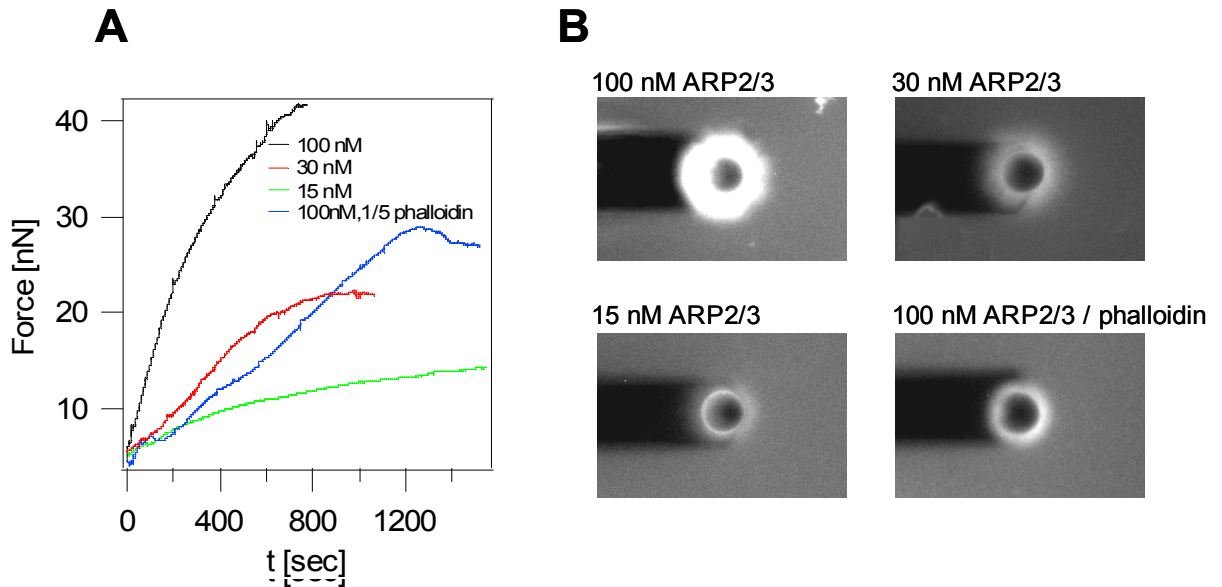 A
B
40
30
20
10
Force [nN]
100 nM
30 nM
15 nM
100nM,1/5 phalloidin
0
400
800
1200
t [sec]
100 nM ARP2/3
30 nM ARP2/3
15 nM ARP2/3
100 nM ARP2/3 / phalloidin